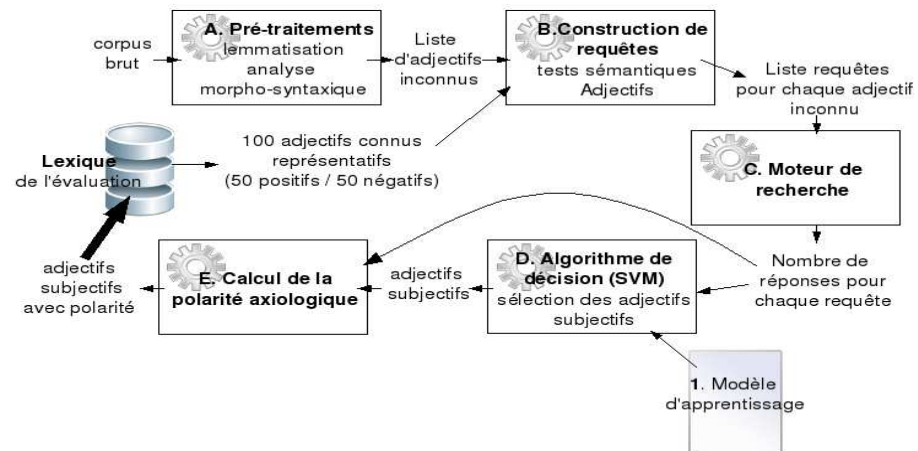 corpus
brut
A. Pré-traitements
lemmatisation
analyse
morpho-syntaxique
Liste
d'adjectifs
inconnus
B.Construction de
requêtes
tests sémantiques
Adjectifs
Liste requêtes
pour chaque adjectif
inconnu
Lexique
de l'évaluation
100 adjectifs connus
représentatifs
(50 positifs / 50 négatifs)
C. Moteur de
recherche
Nombre de
réponses pour
chaque requête
D. Algorithme de
décision (SVM)
sélection des adjectifs
subjectifs
adjectifs
subjectifs
E. Calcul de la
polarité axiologique
adjectifs
subjectifs
avec polarité
1. Modèle
d'apprentissage